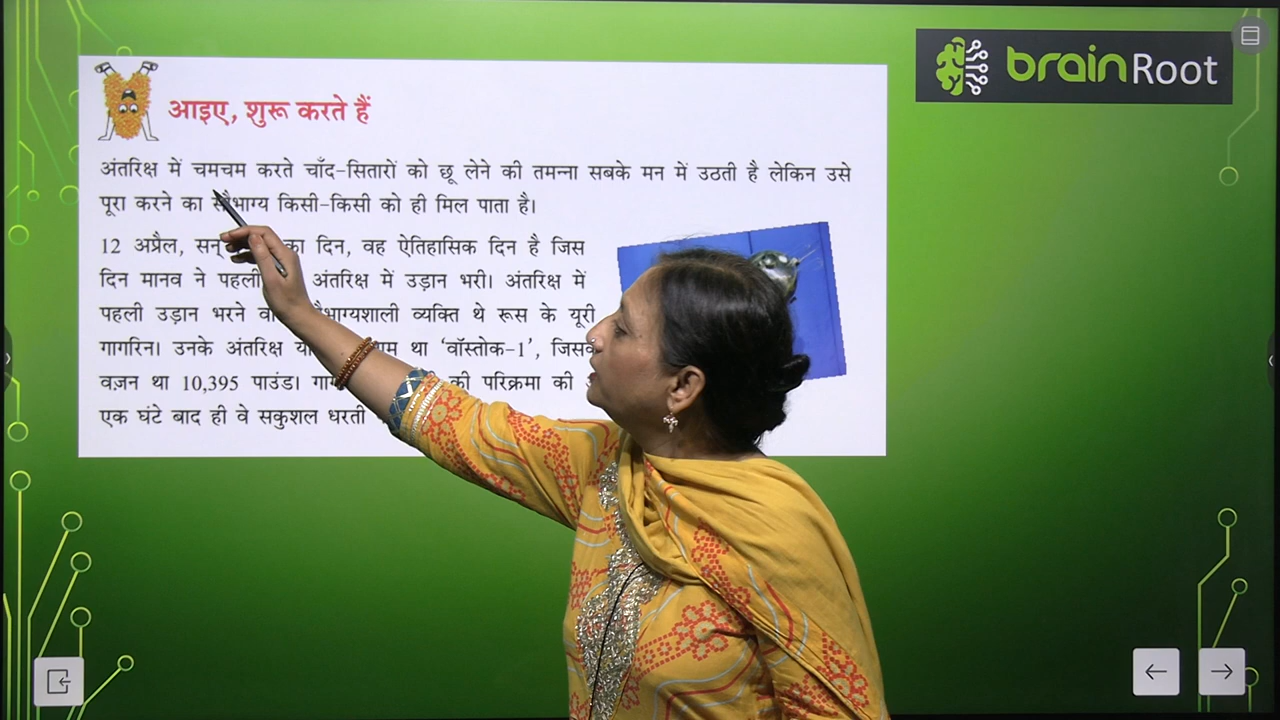 brainRoot
आइए, शुरू करते हैं
अंतरिक्ष में चमचम करते चाँद-सितारों को छू लेने की तमन्ना सबके मन में उठती है लेकिन उसे
पूरा करने का सौभाग्य किसी-किसी को ही मिल पाता है।
12 अप्रैल, सन् का दिन, वह ऐतिहासिक दिन है जिस
दिन मानव ने पहली अंतरिक्ष में उड़ान भरी। अंतरिक्ष में
पहली उड़ान भरने सौभाग्यशाली व्यक्ति थे रूस के यूरी
गागरिन। उनके अंतरिक्ष था ‘वॉस्तोक-1’,
वज़न था 10,395 पाउंड। की परिक्रमा की
एक घंटे बाद ही वे सकुशल धरती